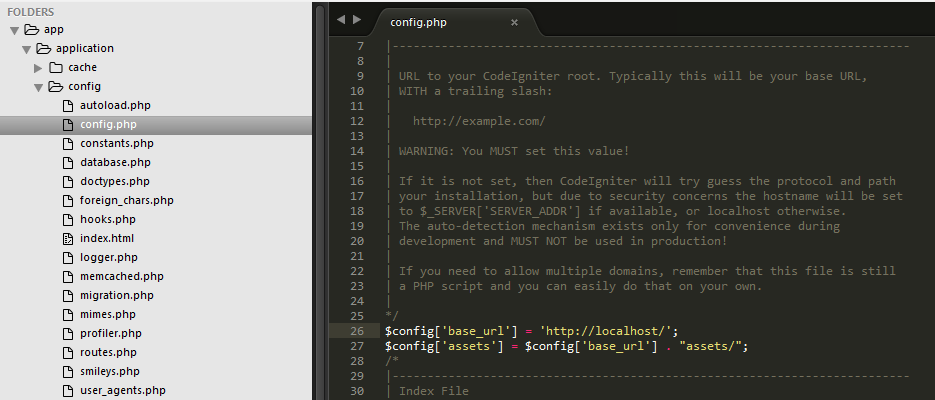 FOLDERS
app
application
cache
config
autoload.php
config.php
constants.php
database.php
doctypes.php
foreign_chars.php
hooks.php
index.html
logger.php
memcached.php
migration.php
mimes.php
profiler.php
routes.php
smileys.php
user_agents.php
config.php ×
7 |--------------------------------------------------------------------------
8 |
9 | URL to your CodeIgniter root. Typically this will be your base URL,
10 | WITH a trailing slash:
11 |
12 |   http://example.com/
13 |
14 | WARNING: You MUST set this value!
15 |
16 | If it is not set, then CodeIgniter will try guess the protocol and path
17 | your installation, but due to security concerns the hostname will be set
18 | to $_SERVER['SERVER_ADDR'] if available, or localhost otherwise.
19 | The auto-detection mechanism exists only for convenience during
20 | development and MUST NOT be used in production!
21 |
22 | If you need to allow multiple domains, remember that this file is still
23 | a PHP script and you can easily do that on your own.
24 |
25 */
26 $config['base_url'] = 'http://localhost/';
27 $config['assets'] = $config['base_url'] . "assets/";
28 /*
29 |--------------------------------------------------------------------------
30 | Index File